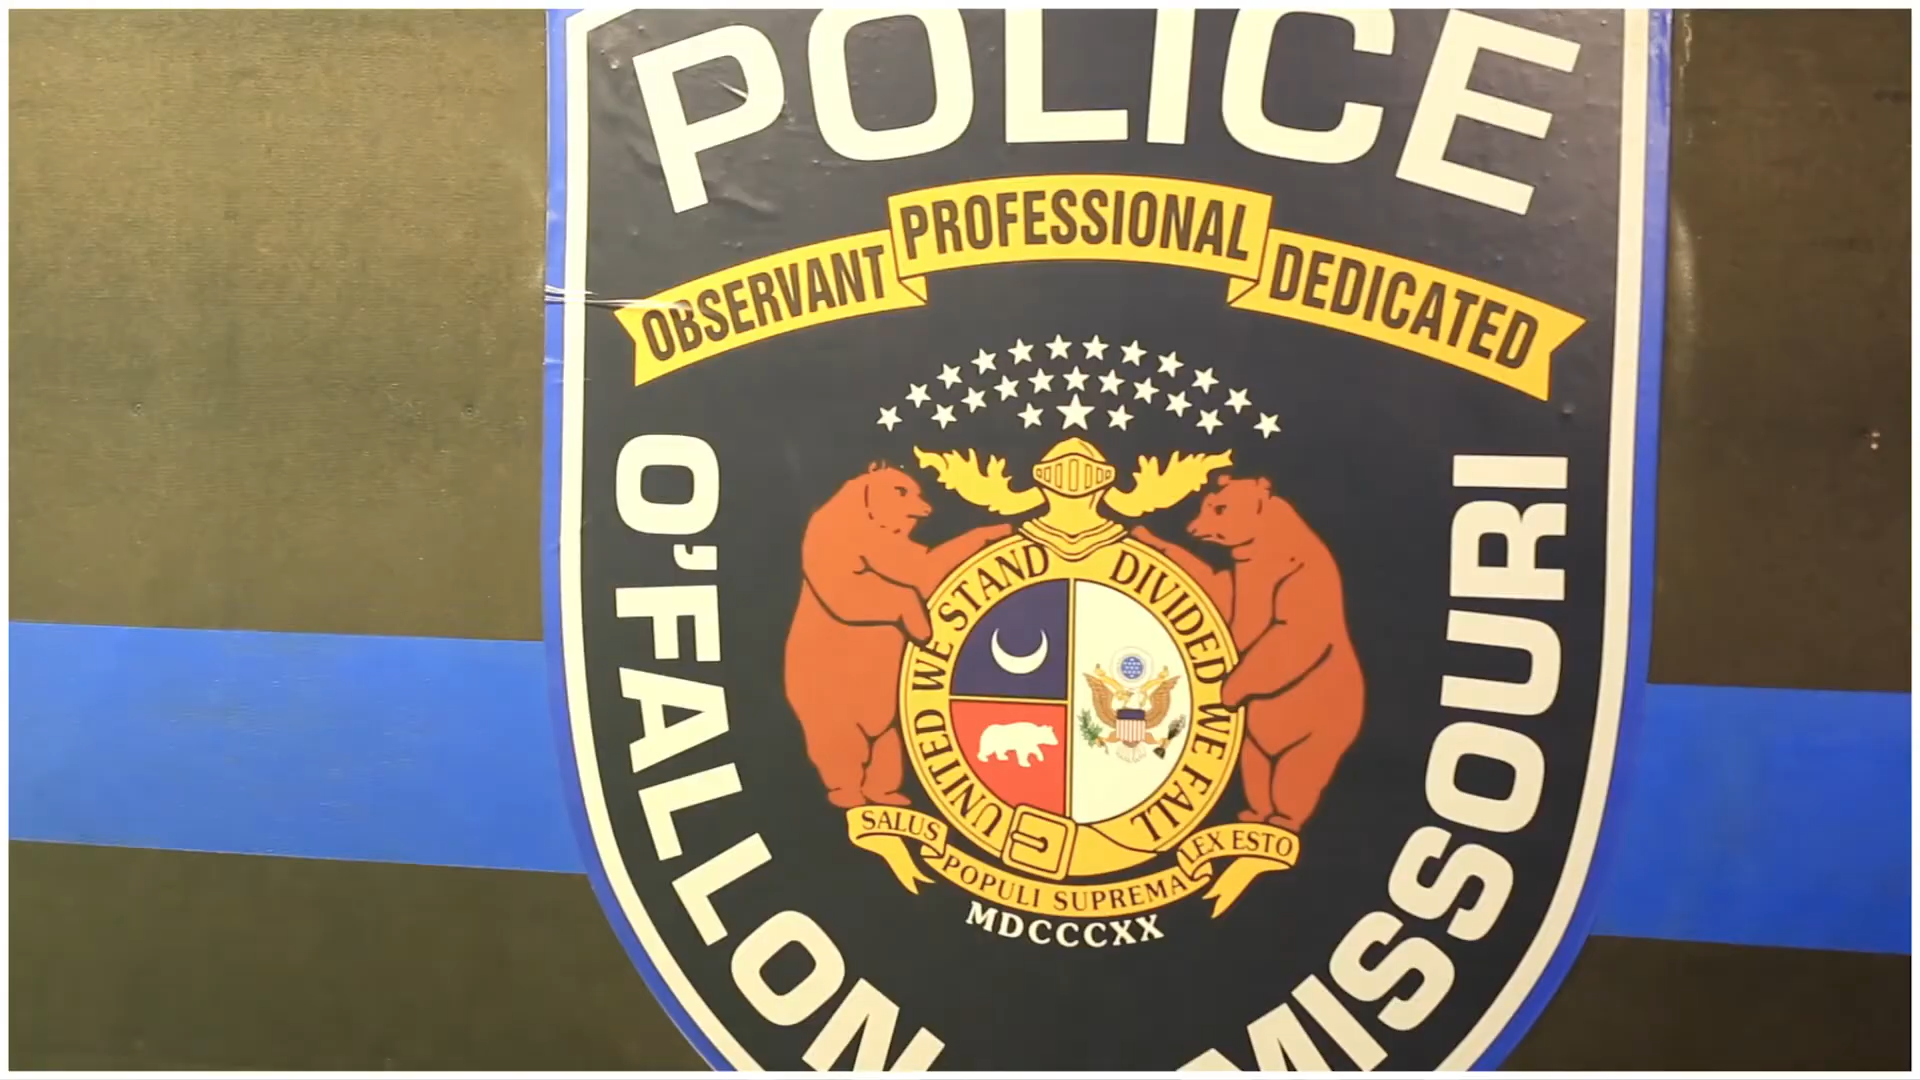 POLICE
OBSERVANT PROFESSIONAL DEDICATED
O'FALLON
MISSOURI
UNITED WE STAND DIVIDED WE FALL
SALUS POPULI SUPREMA LEX ESTO
MDCCCXX